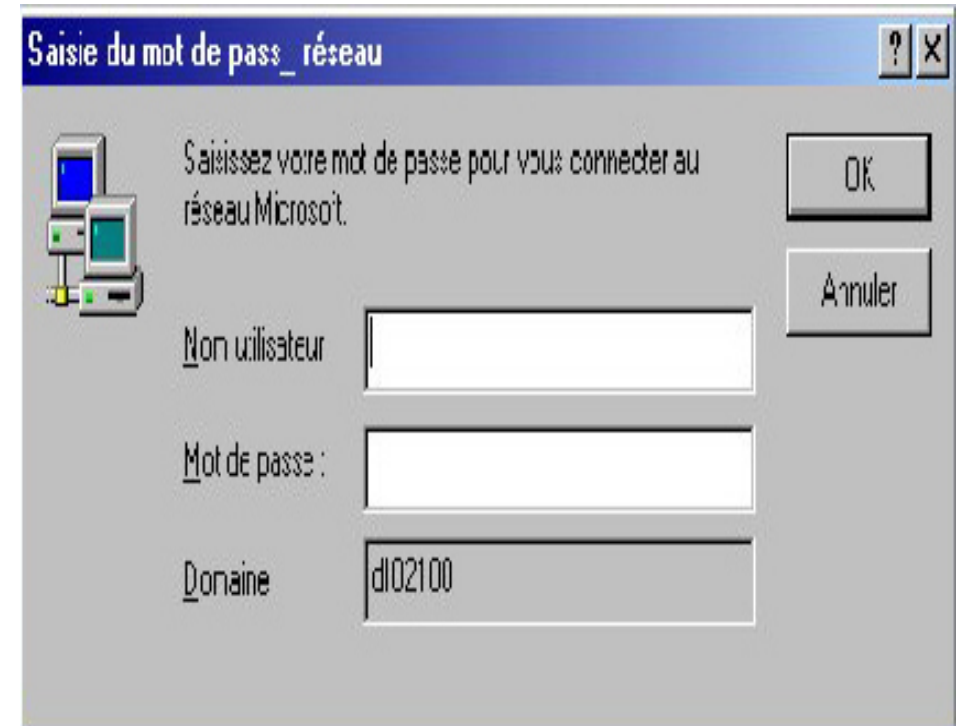 Saisie du mot de pass_ réseau
Saisissez votre mot de passe pour vous connecter au
réseau Microsoft.
OK
Annuler
Nom utilisateur
Mot de passe :
Domaine
dl02100